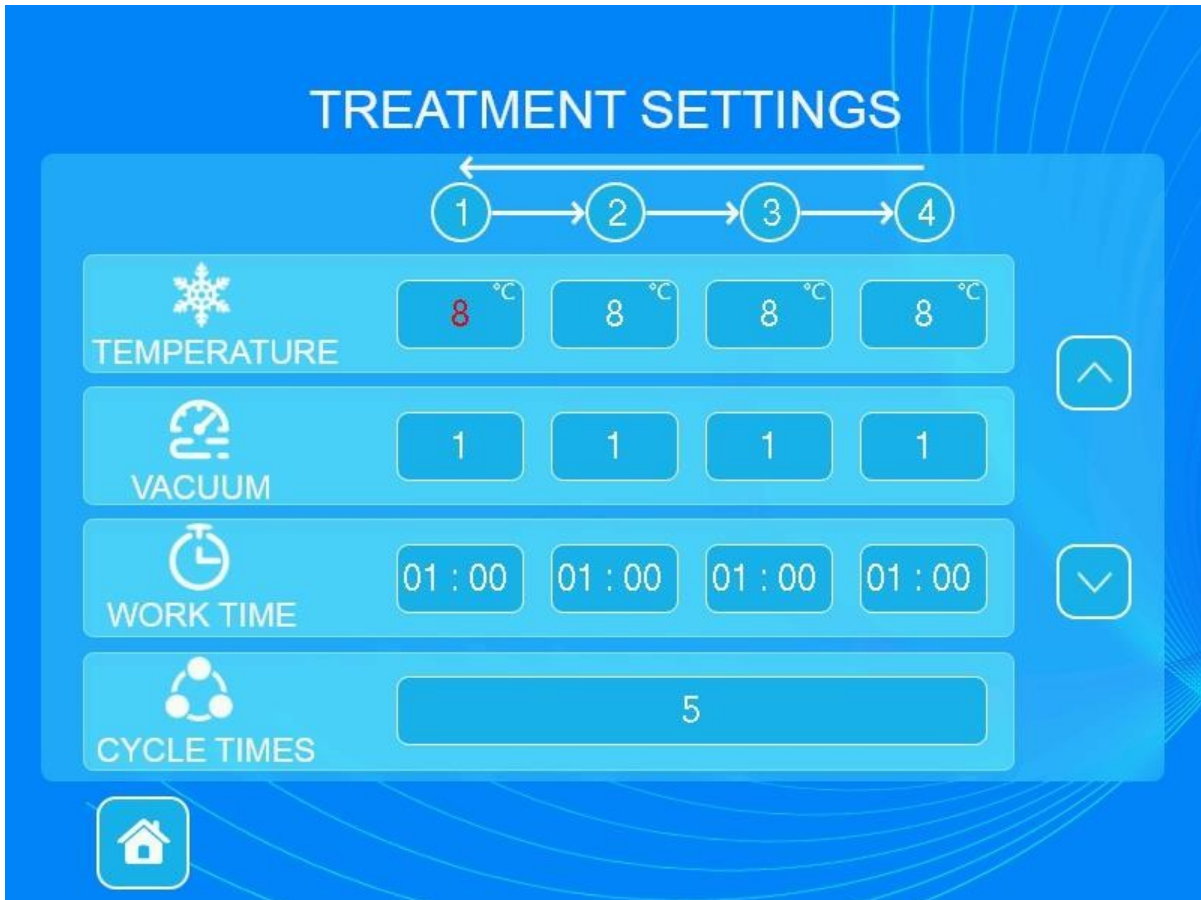 TREATMENT SETTINGS
1 2 3 4
TEMPERATURE 8 °C 8 °C 8 °C 8 °C
VACUUM 1 1 1 1
WORK TIME 01 : 00 01 : 00 01 : 00 01 : 00
CYCLE TIMES 5